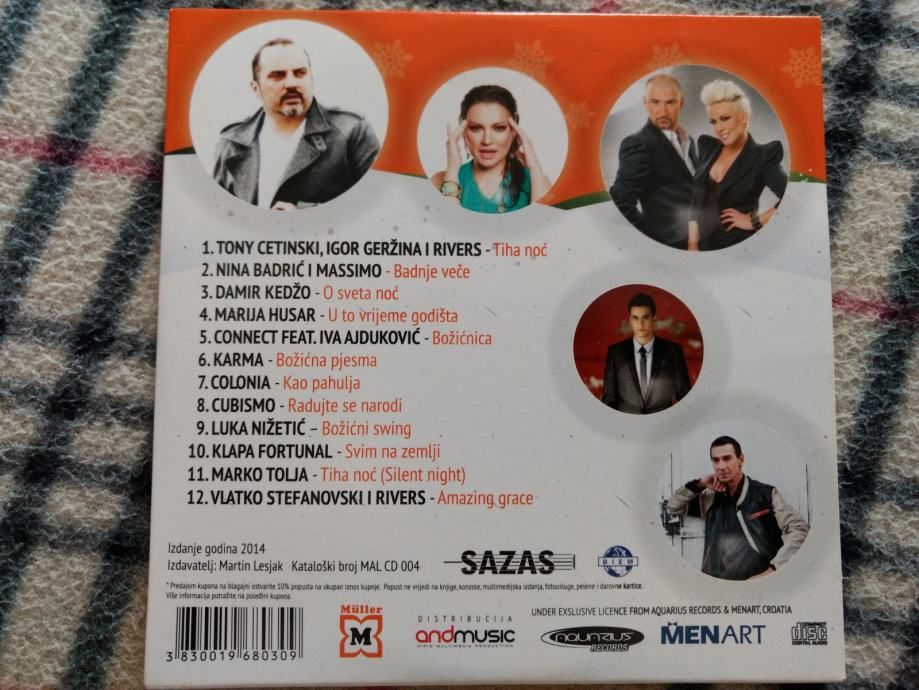 1. TONY CETINSKI, IGOR GERŽINA I RIVERS - Tiha noć
2. NINA BADRIĆ I MASSIMO - Badnje veče
3. DAMIR KEDŽO - O sveta noć
4. MARIJA HUSAR - U to vrijeme godišta
5. CONNECT FEAT. IVA AJDUKOVIĆ - Božićnica
6. KARMA - Božićna pjesma
7. COLONIA - Kao pahulja
8. CUBISMO - Radujte se narodi
9. LUKA NIŽETIĆ – Božićni swing
10. KLAPA FORTUNAL - Svim na zemlji
11. MARKO TOLJA - Tiha noć (Silent night)
12. VLATKO STEFANOVSKI I RIVERS - Amazing grace
Izdanje godina 2014
Izdavatelj: Martin Lesjak Kataloški broj MAL CD 004
SAZAS
BIEM
* Predajom kupona na blagajni ostvarite 10% popusta na ukupan iznos kupnje. Popust ne vrijedi na knjige, konzole, multimedijska izdanja, fotousluge, pelene i darovne kartice.
Više informacija potražite na poleđini kupona.
UNDER EXSLUSIVE LICENCE FROM AQUARIUS RECORDS & MENART, CROATIA
3 830019 680309
Müller
M
DISTRIBUCIJA
andmusic
HIFID MULTIMEDIA PRODUCTION
AQUARIUS
RECORDS
MENART
COMPACT
disc
DIGITAL AUDIO